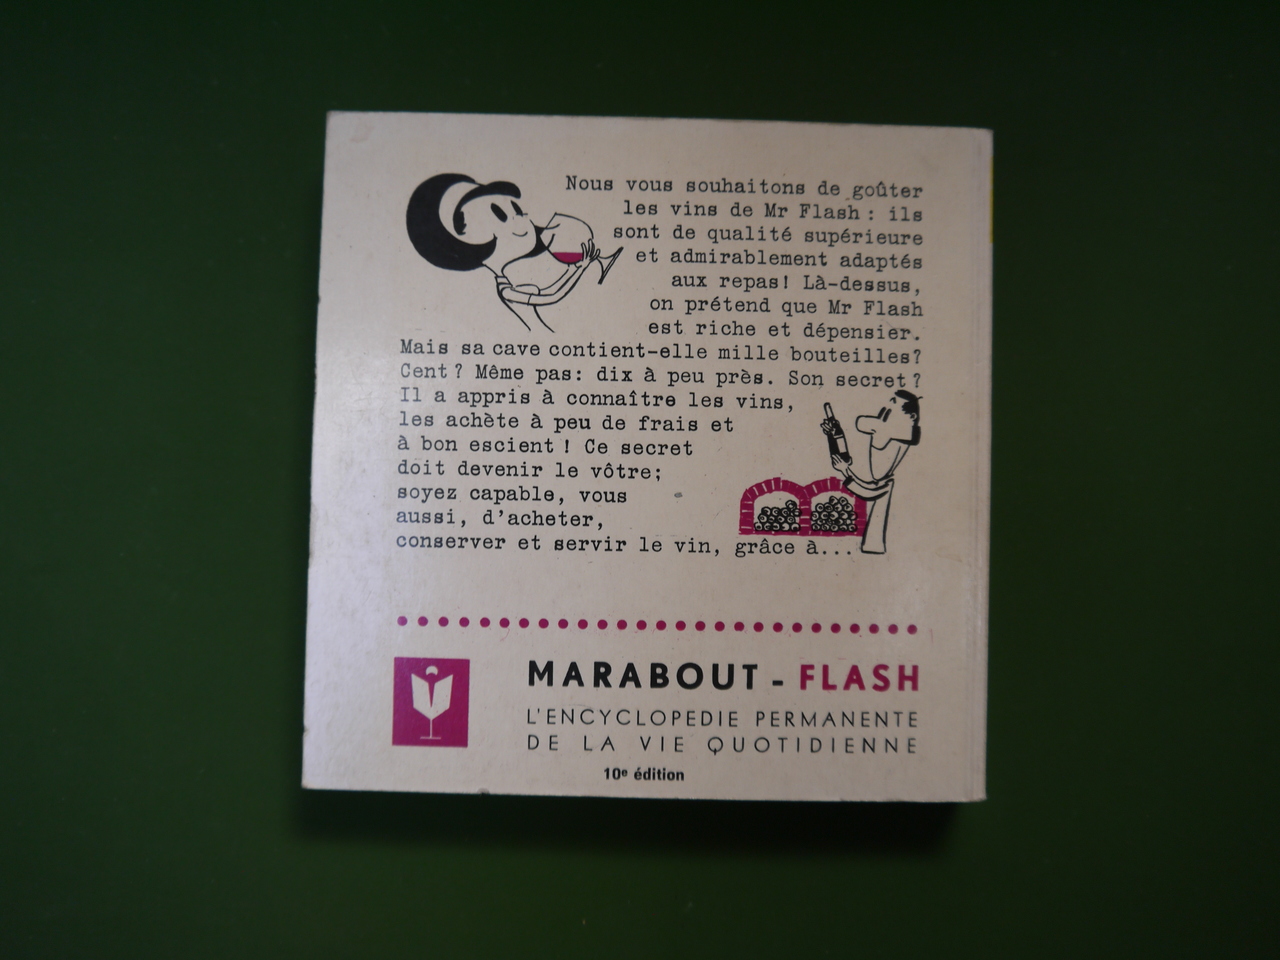 Nous vous souhaitons de goûter
les vins de Mr Flash : ils
sont de qualité supérieure
et admirablement adaptés
aux repas! Là-dessus,
on prétend que Mr Flash
est riche et dépensier.
Mais sa cave contient-elle mille bouteilles?
Cent? Même pas: dix à peu près. Son secret?
Il a appris à connaître les vins,
les achète à peu de frais et
à bon escient! Ce secret
doit devenir le vôtre;
soyez capable, vous
aussi, d'acheter,
conserver et servir le vin, grâce à...
MARABOUT - FLASH
L'ENCYCLOPEDIE PERMANENTE
DE LA VIE QUOTIDIENNE
10e édition